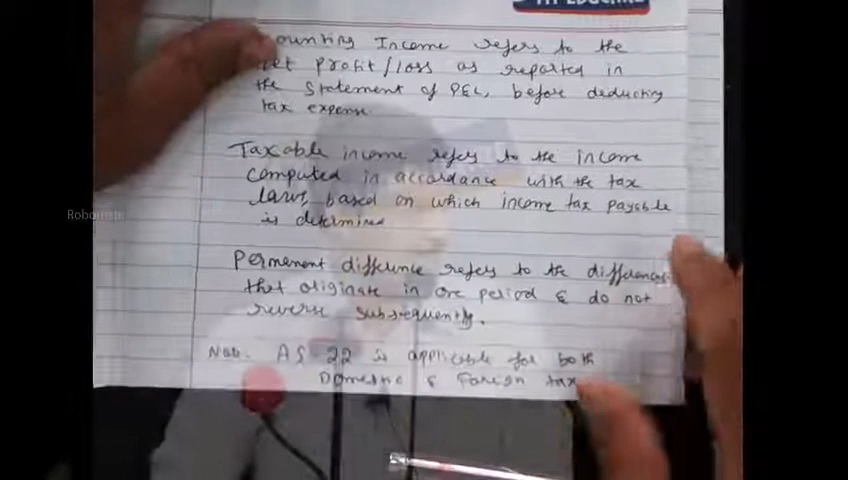 ounting Income refers to the
net profit/loss as reported in
the statement of P&L, before deducting
tax expense.
Taxable income refers to the income
computed in accordance with the tax
laws, based on which income tax payable
is determined
Permenent difference refers to the differences
that originate in one period & do not
reverse subsequently.
Note. AS 22 is applicable for both
Domestic & Foreign tax